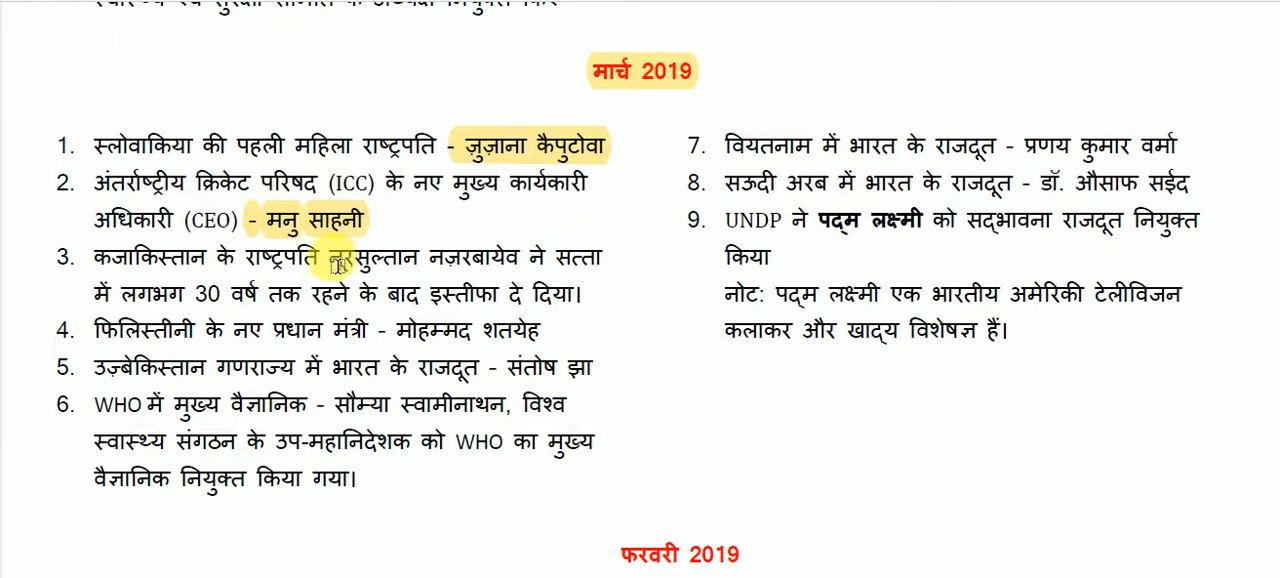 मार्च 2019
1. स्लोवाकिया की पहली महिला राष्ट्रपति - ज़ुज़ाना कैपुटोवा
2. अंतर्राष्ट्रीय क्रिकेट परिषद (ICC) के नए मुख्य कार्यकारी
अधिकारी (CEO) - मनु साहनी
3. कजाकिस्तान के राष्ट्रपति नूरसुल्तान नज़रबायेव ने सत्ता
में लगभग 30 वर्ष तक रहने के बाद इस्तीफा दे दिया।
4. फिलिस्तीनी के नए प्रधान मंत्री - मोहम्मद शतयेह
5. उज़्बेकिस्तान गणराज्य में भारत के राजदूत - संतोष झा
6. WHO में मुख्य वैज्ञानिक - सौम्या स्वामीनाथन, विश्व
स्वास्थ्य संगठन के उप-महानिदेशक को WHO का मुख्य
वैज्ञानिक नियुक्त किया गया।
7. वियतनाम में भारत के राजदूत - प्रणय कुमार वर्मा
8. सऊदी अरब में भारत के राजदूत - डॉ. औसाफ सईद
9. UNDP ने पद्म लक्ष्मी को सद्भावना राजदूत नियुक्त
किया
नोट: पद्म लक्ष्मी एक भारतीय अमेरिकी टेलीविजन
कलाकर और खाद्य विशेषज्ञ हैं।
फरवरी 2019